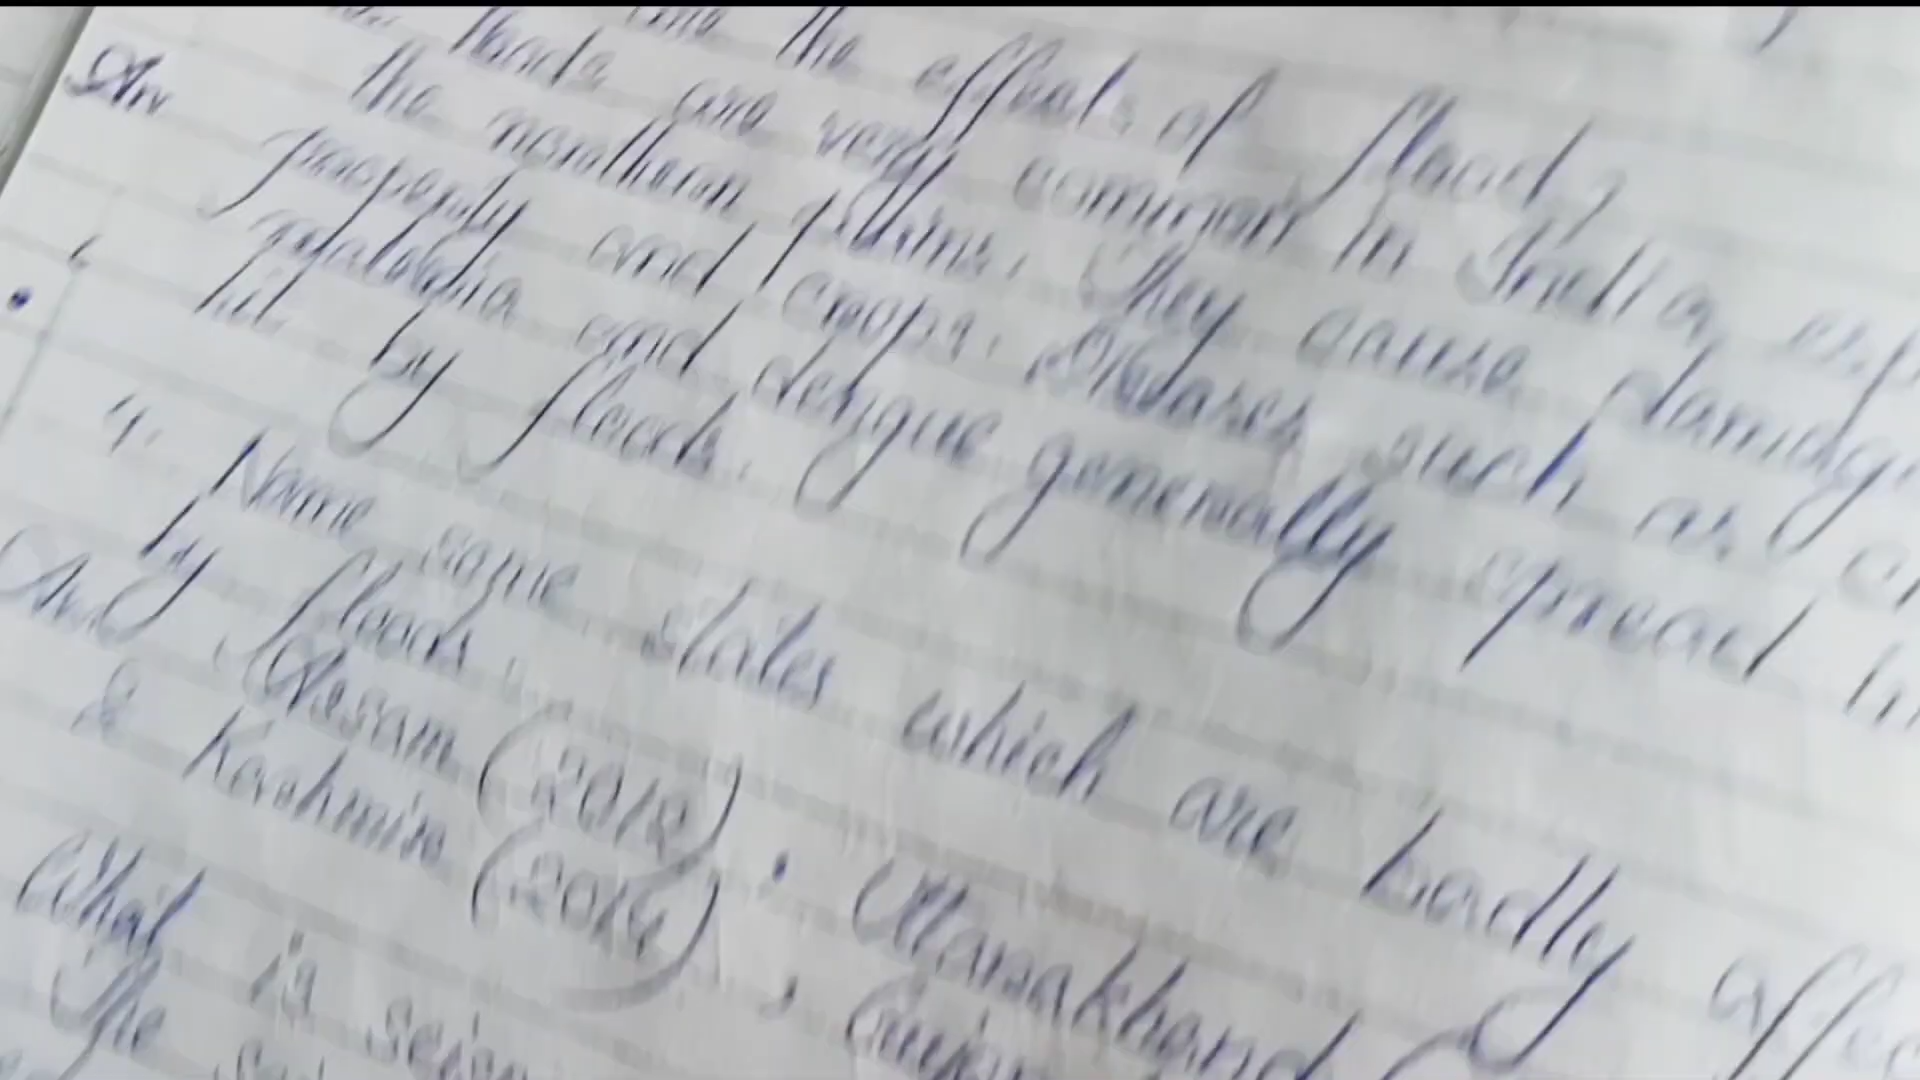 the effects of floods
Ans floods are very common in India, esp
the northern plains. They cause damage
property and crops. Diseases such as
malaria and dengue generally spread in
hit by floods.
4. Name some states which are badly affec
by floods.
Ans Assam (2012), Uttarakhand
& Kashmir (2014),
What is seism
The